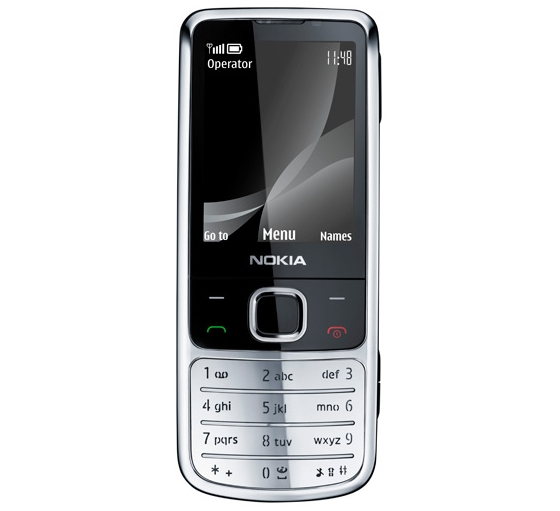 11:48
Operator
Go to Menu Names
NOKIA
1 2 abc def 3
4 ghi 5 jkl mno 6
7 pqrs 8 tuv wxyz 9
* + 0 #